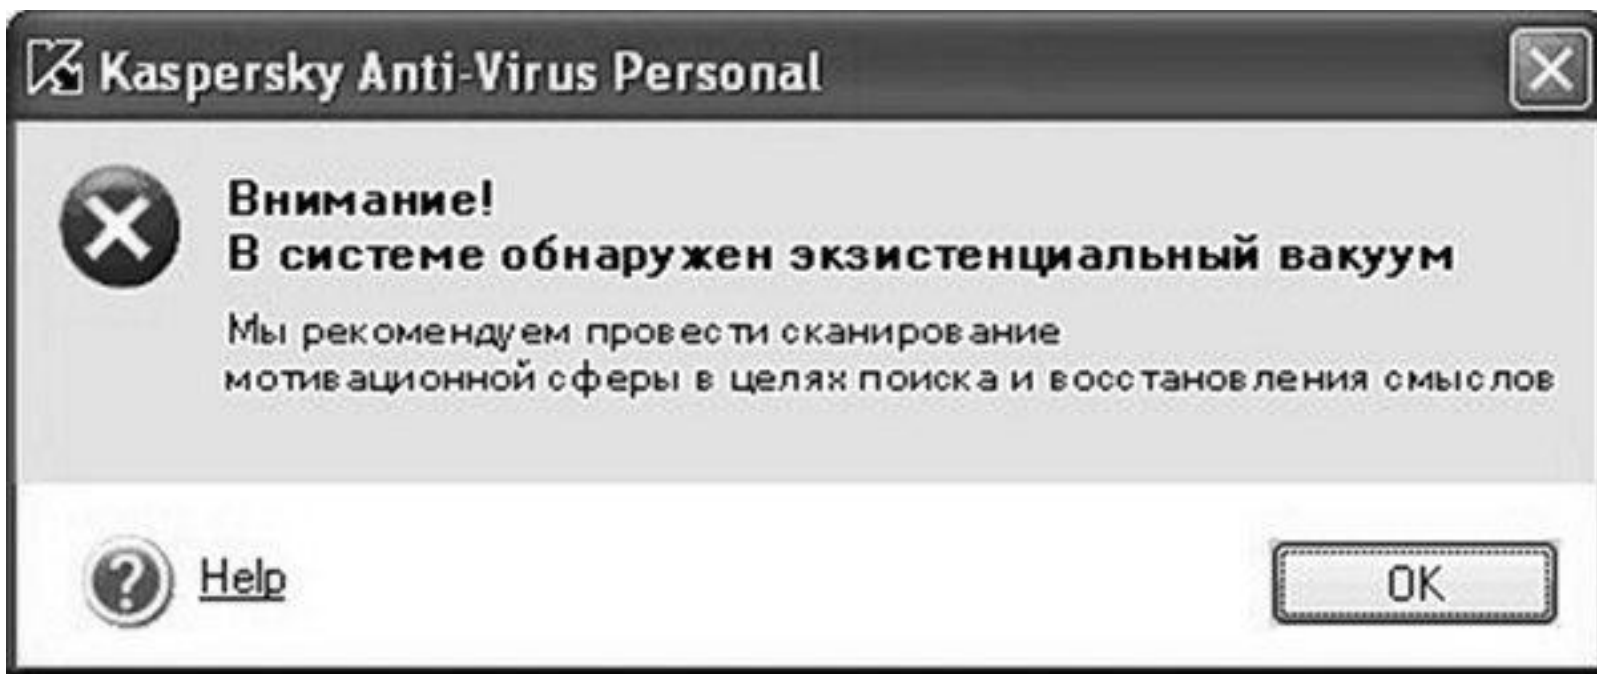 Kaspersky Anti-Virus Personal
Внимание!
В системе обнаружен экзистенциальный вакуум
Мы рекомендуем провести сканирование
мотивационной сферы в целях поиска и восстановления смыслов
Help
OK